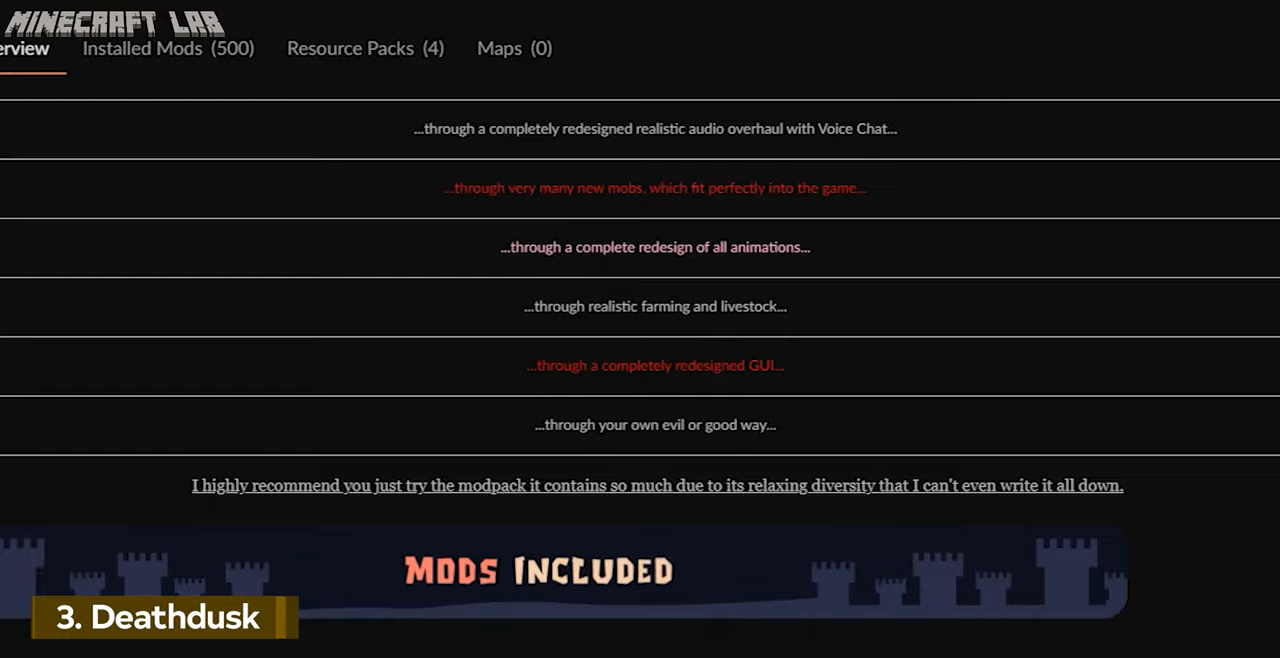 MINECRAFT LAB
erview Installed Mods (500) Resource Packs (4) Maps (0)
...through a completely redesigned realistic audio overhaul with Voice Chat...
...through very many new mobs, which fit perfectly into the game...
...through a complete redesign of all animations...
...through realistic farming and livestock...
...through a completely redesigned GUI...
...through your own evil or good way...
I highly recommend you just try the modpack it contains so much due to its relaxing diversity that I can't even write it all down.
MODS INCLUDED
3. Deathdusk